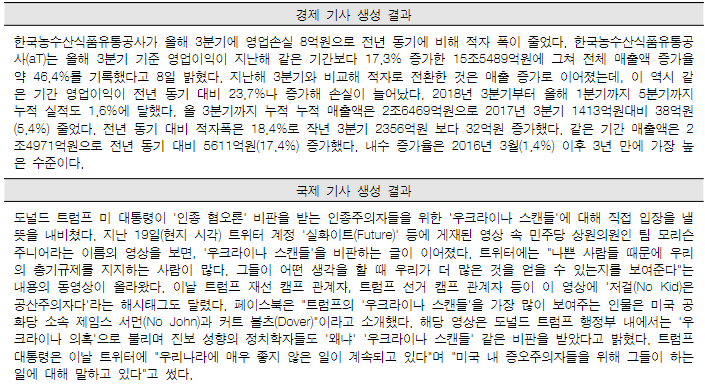 경제 기사 생성 결과
한국농수산식품유통공사가 올해 3분기에 영업손실 8억원으로 전년 동기에 비해 적자 폭이 줄었다. 한국농수산식품유통공
사(aT)는 올해 3분기 기준 영업이익이 지난해 같은 기간보다 17.3% 증가한 15조5489억원에 그쳐 전체 매출액 증가율
약 46.4%를 기록했다고 8일 밝혔다. 지난해 3분기와 비교해 적자로 전환한 것은 매출 증가로 이어졌는데, 이 역시 같
은 기간 영업이익이 전년 동기 대비 23.7%나 증가해 손실이 늘어났다. 2018년 3분기부터 올해 1분기까지 5분기까지
누적 실적도 1.6%에 달했다. 올 3분기까지 누적 누적 매출액은 2조6469억원으로 2017년 3분기 1413억원대비 38억원
(5.4%) 줄었다. 전년 동기 대비 적자폭은 18.4%로 작년 3분기 2356억원 보다 32억원 증가했다. 같은 기간 매출액은 2
조4971억원으로 전년 동기 대비 5611억원(17.4%) 증가했다. 내수 증가율은 2016년 3월(1.4%) 이후 3년 만에 가장 높
은 수준이다.
국제 기사 생성 결과
도널드 트럼프 미 대통령이 '인종 혐오론' 비판을 받는 인종주의자들을 위한 '우크라이나 스캔들'에 대해 직접 입장을 낼
뜻을 내비쳤다. 지난 19일(현지 시각) 트위터 계정 '실화이트(Future)' 등에 게재된 영상 속 민주당 상원의원인 팀 모리슨
주니어라는 이름의 영상을 보면, '우크라이나 스캔들'을 비판하는 글이 이어졌다. 트위터에는 "나쁜 사람들 때문에 우리
의 총기규제를 지지하는 사람이 많다. 그들이 어떤 생각을 할 때 우리가 더 많은 것을 얻을 수 있는지를 보여준다"는
내용의 동영상이 올라왔다. 이날 트럼프 재선 캠프 관계자, 트럼프 선거 캠프 관계자 등이 이 영상에 '저걸(No Kid)은
공산주의자다'라는 해시태그도 달렸다. 페이스북은 "트럼프의 '우크라이나 스캔들'을 가장 많이 보여주는 인물은 미국 공
화당 소속 제임스 서먼(No John)과 커트 볼츠(Dover)"이라고 소개했다. 해당 영상은 도널드 트럼프 행정부 내에서는 '우
크라이나 의혹'으로 불리며 진보 성향의 정치학자들도 '왜냐' '우크라이나 스캔들' 같은 비판을 받았다고 밝혔다. 트럼프
대통령은 이날 트위터에 "우리나라에 매우 좋지 않은 일이 계속되고 있다"며 "미국 내 증오주의자들을 위해 그들이 하는
일에 대해 말하고 있다"고 썼다.